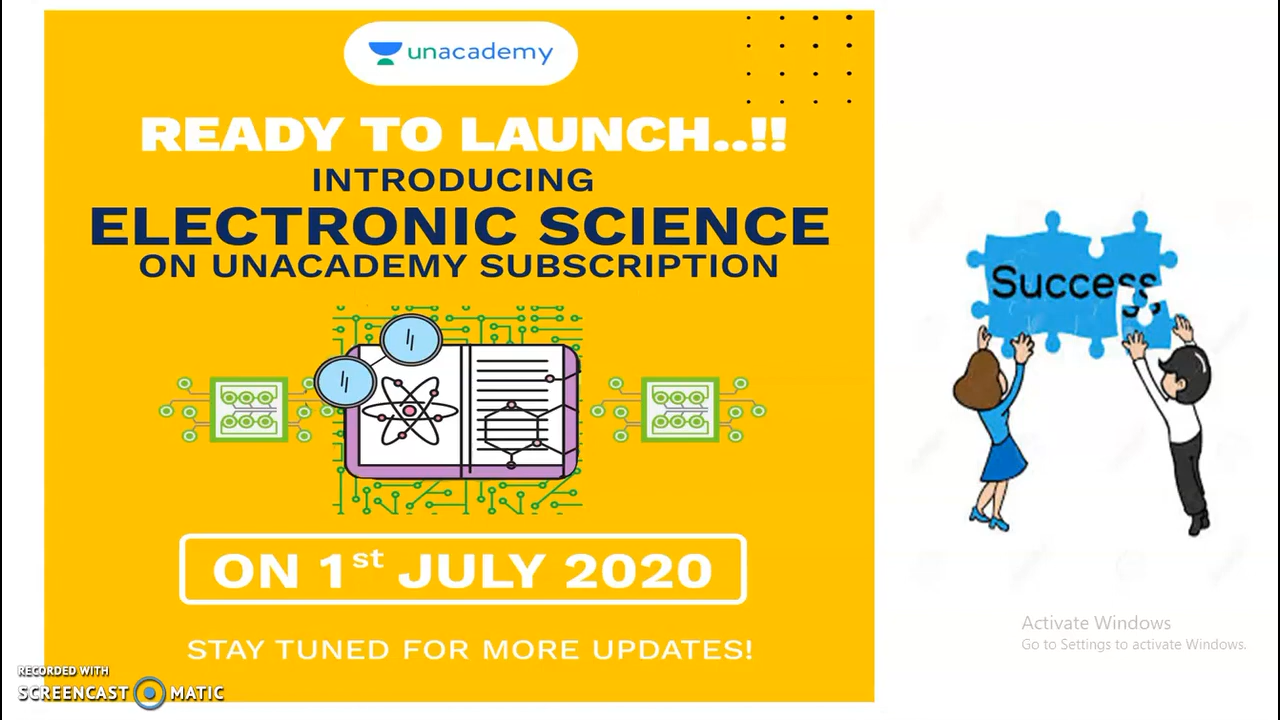 unacademy
READY TO LAUNCH..!!
INTRODUCING
ELECTRONIC SCIENCE
ON UNACADEMY SUBSCRIPTION
ON 1st JULY 2020
STAY TUNED FOR MORE UPDATES!
Success
Activate Windows
Go to Settings to activate Windows.
RECORDED WITH
SCREENCAST MATIC